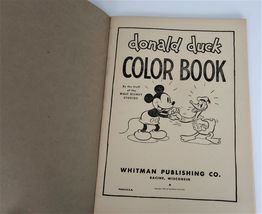 donald duck
COLOR BOOK
By the Staff
of the
WALT DISNEY
STUDIOS
WHITMAN PUBLISHING CO.
RACINE, WISCONSIN